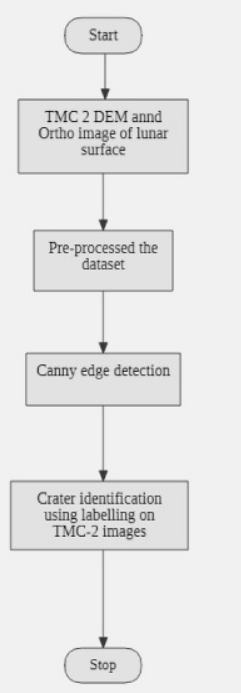 Start
TMC 2 DEM annd
Ortho image of lunar
surface
Pre-processed the
dataset
Canny edge detection
Crater identification
using labelling on
TMC-2 images
Stop